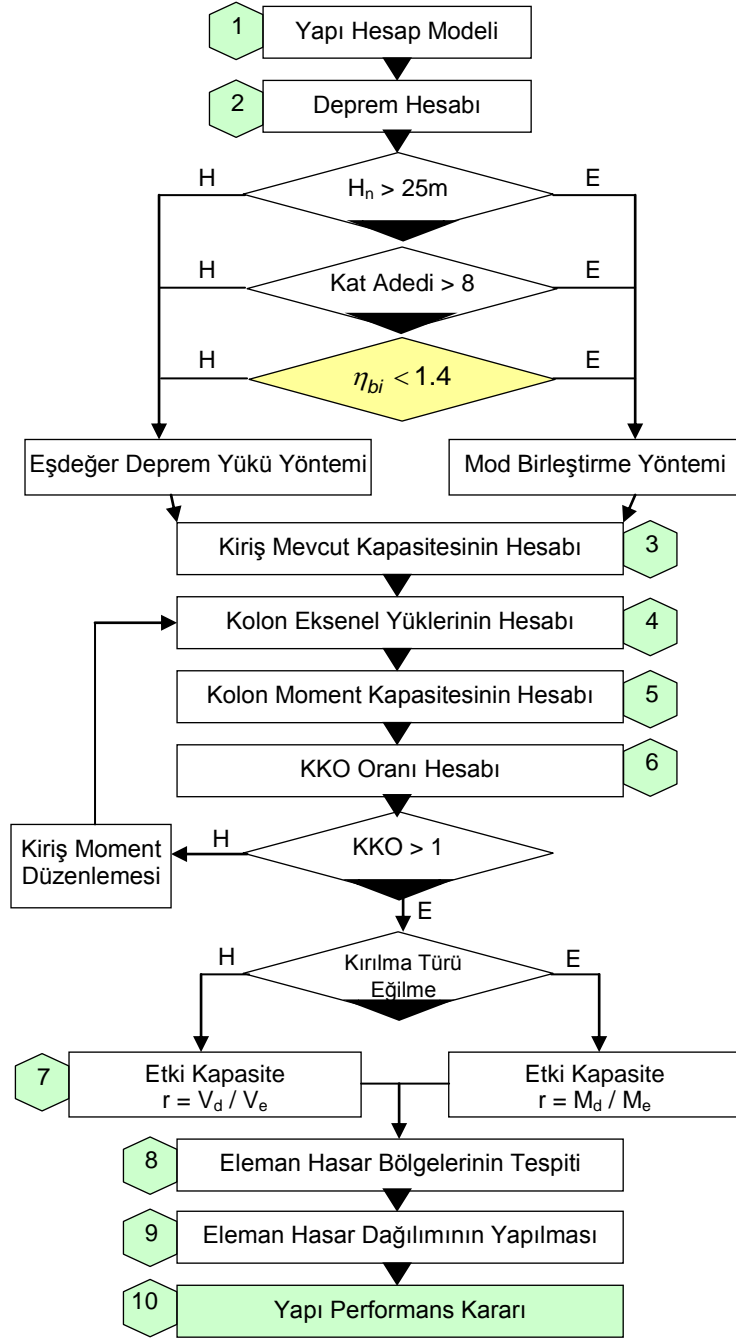 1
Yapı Hesap Modeli
2
Deprem Hesabı
H
Hn > 25m
E
H
Kat Adedi > 8
E
H
ηbi < 1.4
E
Eşdeğer Deprem Yükü Yöntemi
Mod Birleştirme Yöntemi
Kiriş Mevcut Kapasitesinin Hesabı
3
Kolon Eksenel Yüklerinin Hesabı
4
Kolon Moment Kapasitesinin Hesabı
5
KKO Oranı Hesabı
6
Kiriş Moment
Düzenlemesi
H
KKO > 1
E
H
Kırılma Türü
Eğilme
E
7
Etki Kapasite
r = Vd / Ve
Etki Kapasite
r = Md / Me
8
Eleman Hasar Bölgelerinin Tespiti
9
Eleman Hasar Dağılımının Yapılması
10
Yapı Performans Kararı